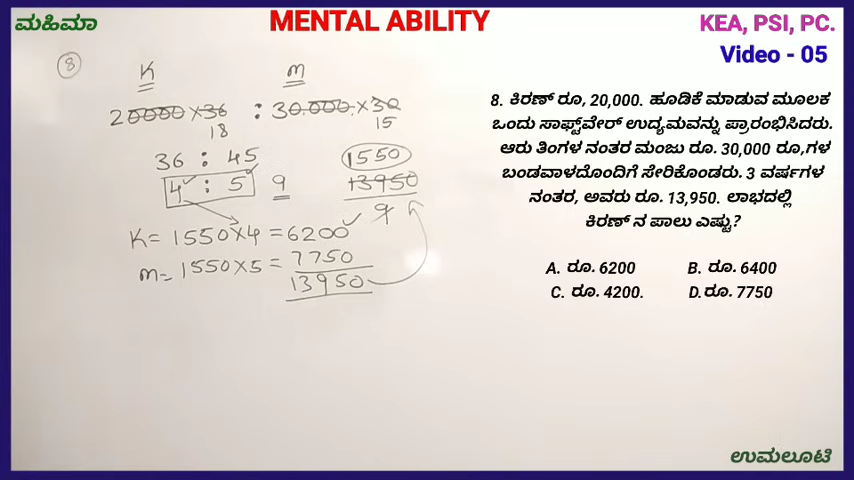 ಮಹಿಮಾ
MENTAL ABILITY
KEA, PSI, PC.
Video - 05
8
K m
20000 x 36 : 30.000. x 30
18 15
36 : 45
1550
4 : 5 9
13950
9
K = 1550 x 4 = 6200
m = 1550 x 5 = 7750
13950
8. ಕಿರಣ್ ರೂ, 20,000. ಹೂಡಿಕೆ ಮಾಡುವ ಮೂಲಕ
ಒಂದು ಸಾಫ್ಟ್‌ವೇರ್ ಉದ್ಯಮವನ್ನು ಪ್ರಾರಂಭಿಸಿದರು.
ಆರು ತಿಂಗಳ ನಂತರ ಮಂಜು ರೂ. 30,000 ರೂ,ಗಳ
ಬಂಡವಾಳದೊಂದಿಗೆ ಸೇರಿಕೊಂಡರು. 3 ವರ್ಷಗಳ
ನಂತರ, ಅವರು ರೂ. 13,950. ಲಾಭದಲ್ಲಿ
ಕಿರಣ್ ನ ಪಾಲು ಎಷ್ಟು?
A. ರೂ. 6200 B. ರೂ. 6400
C. ರೂ. 4200. D.ರೂ. 7750
ಉಮಲೂಟಿ